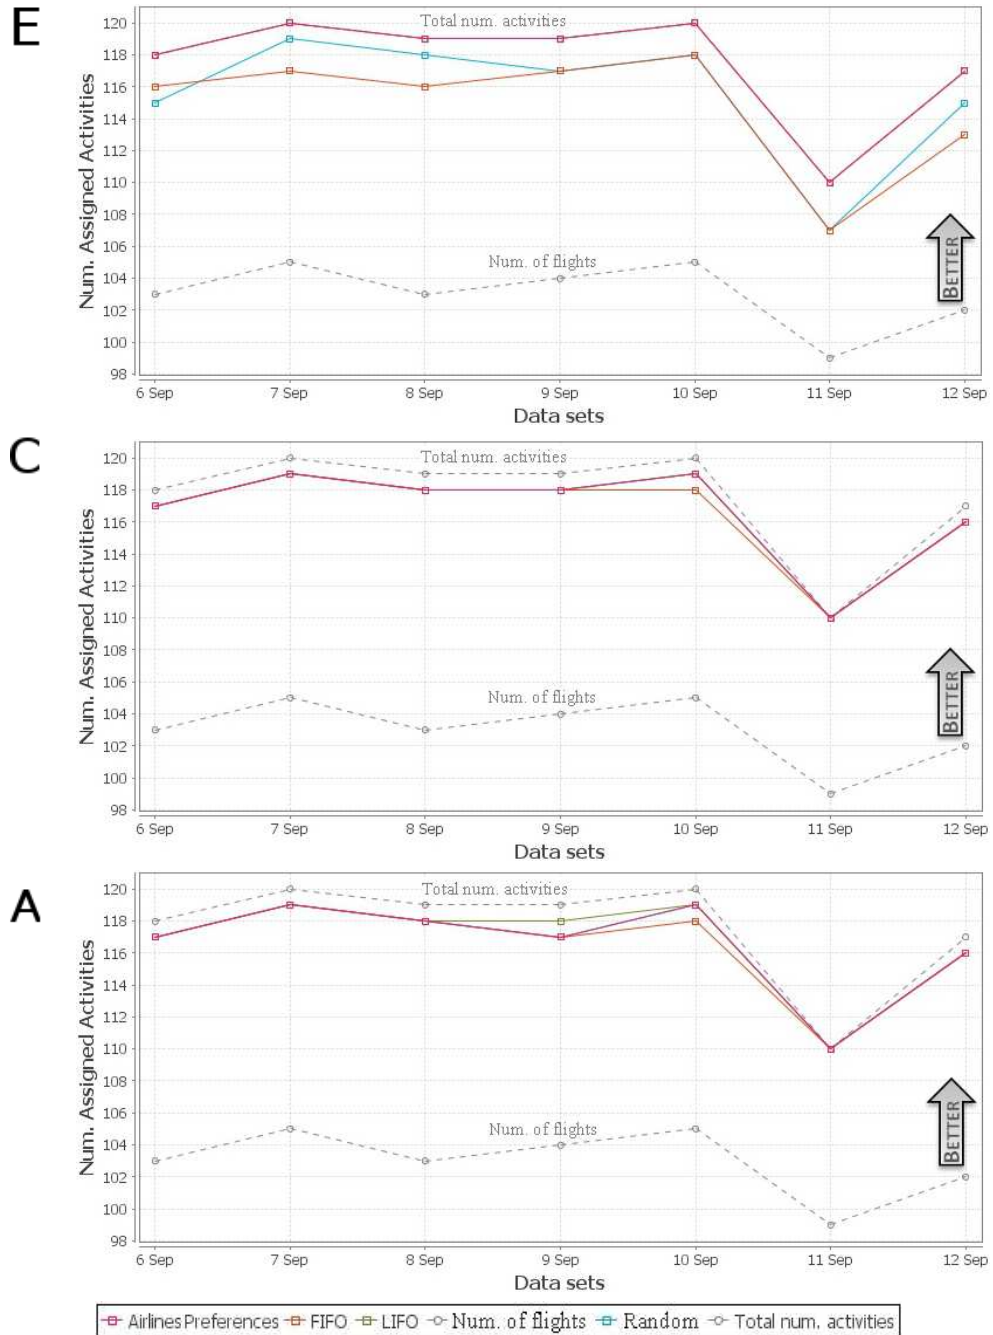 E
Num. Assigned Activities
120
118
116
114
112
110
108
106
104
102
100
98
Total num. activities
Num. of flights
BETTER
6 Sep 7 Sep 8 Sep 9 Sep 10 Sep 11 Sep 12 Sep
Data sets
C
Num. Assigned Activities
120
118
116
114
112
110
108
106
104
102
100
98
Total num. activities
Num. of flights
BETTER
6 Sep 7 Sep 8 Sep 9 Sep 10 Sep 11 Sep 12 Sep
Data sets
A
Num. Assigned Activities
120
118
116
114
112
110
108
106
104
102
100
98
Total num. activities
Num. of flights
BETTER
6 Sep 7 Sep 8 Sep 9 Sep 10 Sep 11 Sep 12 Sep
Data sets
Airlines Preferences FIFO LIFO Num. of flights Random Total num. activities